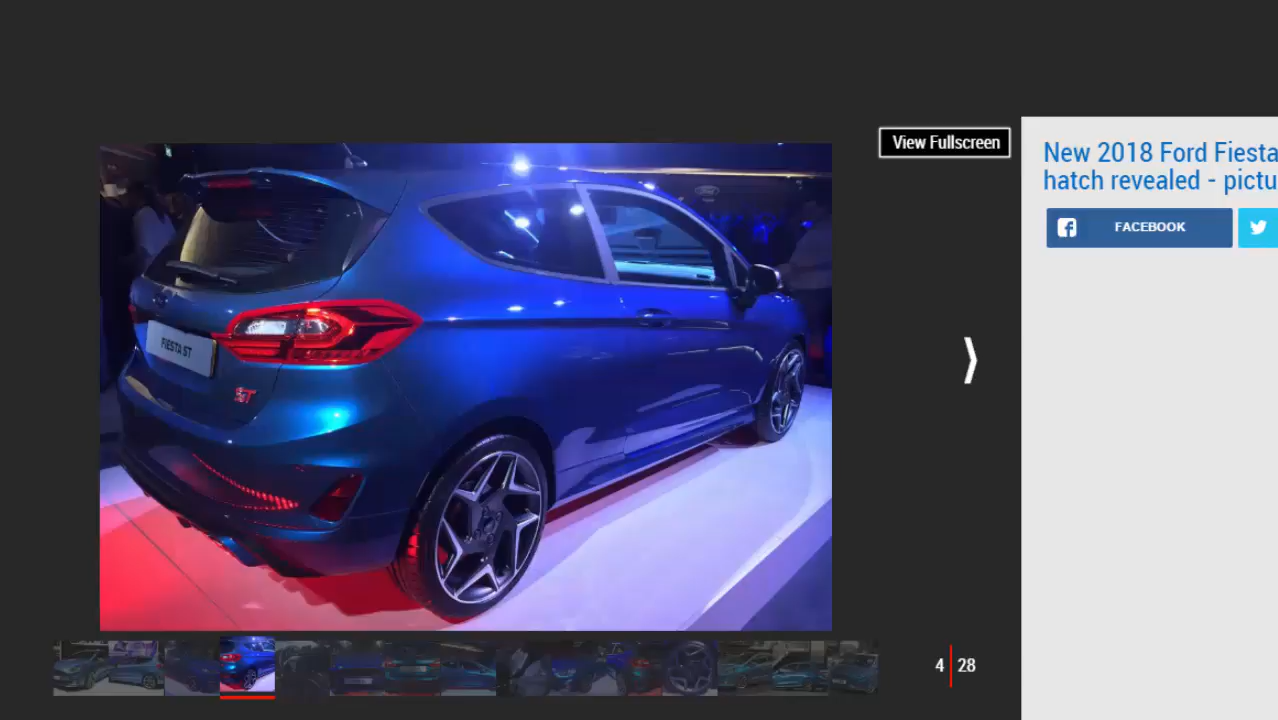 View Fullscreen
New 2018 Ford Fiesta
hatch revealed - pictu
FACEBOOK
FIESTA ST
ST
4 28